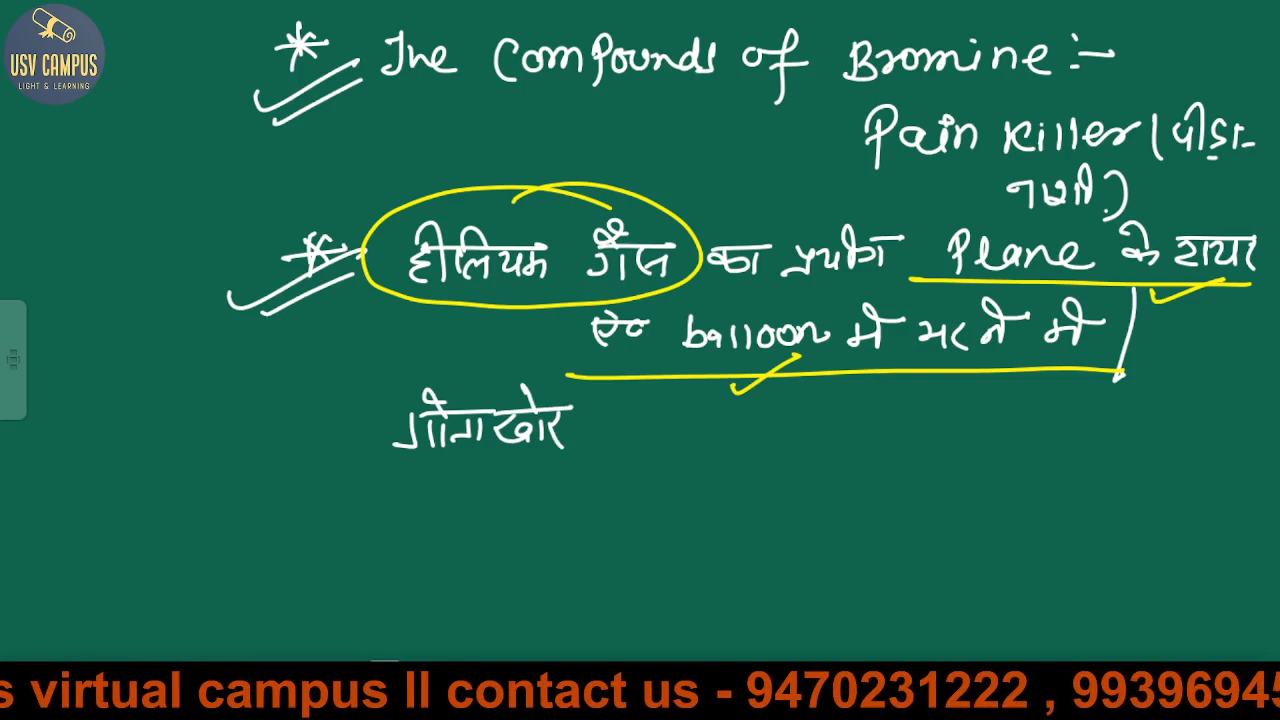 USV CAMPUS
LIGHT & LEARNING
* The Compounds of Bromine :-
Pain Killer (पीड़ा-
नाशी)
* हीलियम गैस का प्रयोग Plane के टायर
एवं balloon में भरने में
गोताखोर
s virtual campus II contact us - 9470231222 , 99396945